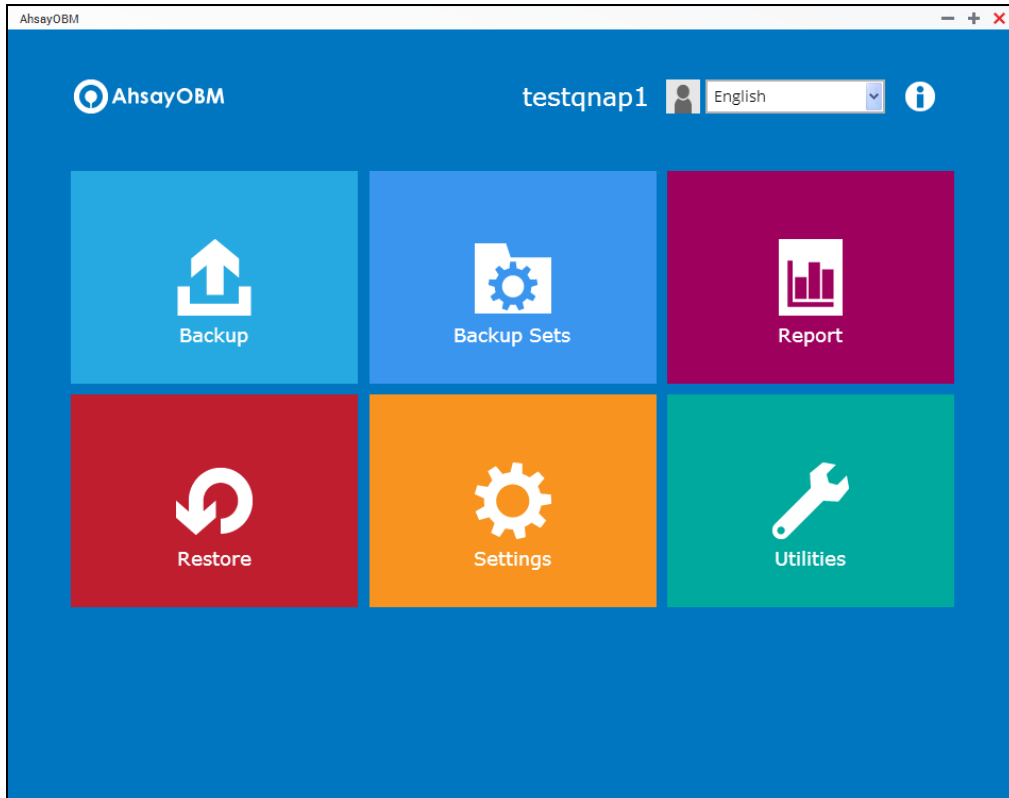 AhsayOBM
AhsayOBM
testqnap1
English
Backup
Backup Sets
Report
Restore
Settings
Utilities